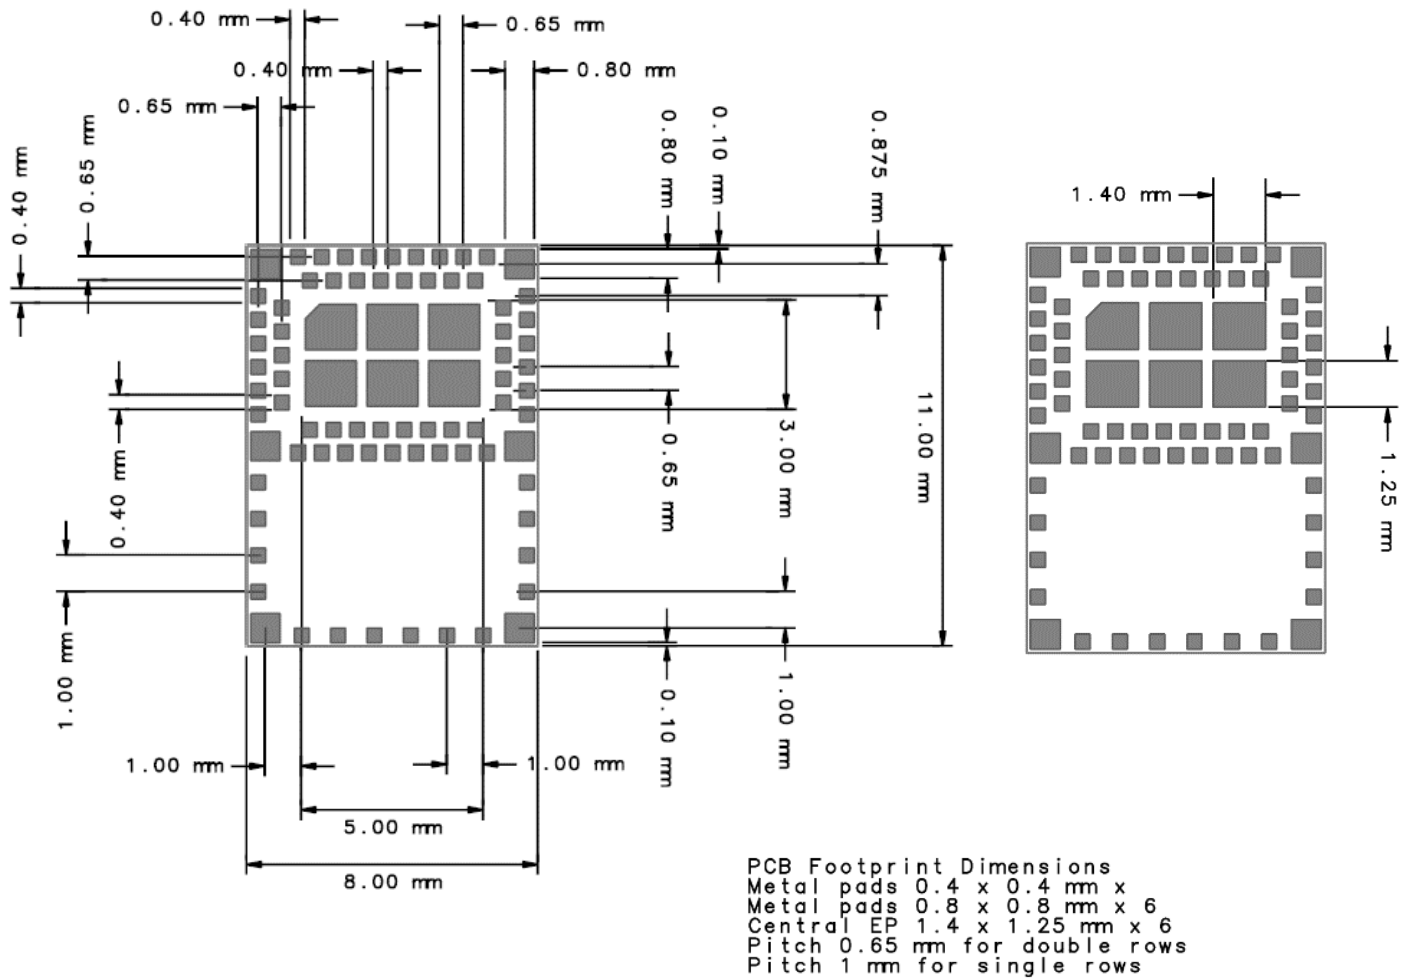 0.40 mm
0.65 mm
0.40 mm
0.80 mm
0.65 mm
0.65 mm
0.40 mm
0.80 mm
0.10 mm
0.875 mm
1.40 mm
11.00 mm
3.00 mm
0.65 mm
0.40 mm
1.25 mm
1.00 mm
0.10 mm
1.00 mm
1.00 mm
1.00 mm
5.00 mm
8.00 mm
PCB Footprint Dimensions
Metal pads 0.4 x 0.4 mm x
Metal pads 0.8 x 0.8 mm x 6
Central EP 1.4 x 1.25 mm x 6
Pitch 0.65 mm for double rows
Pitch 1 mm for single rows